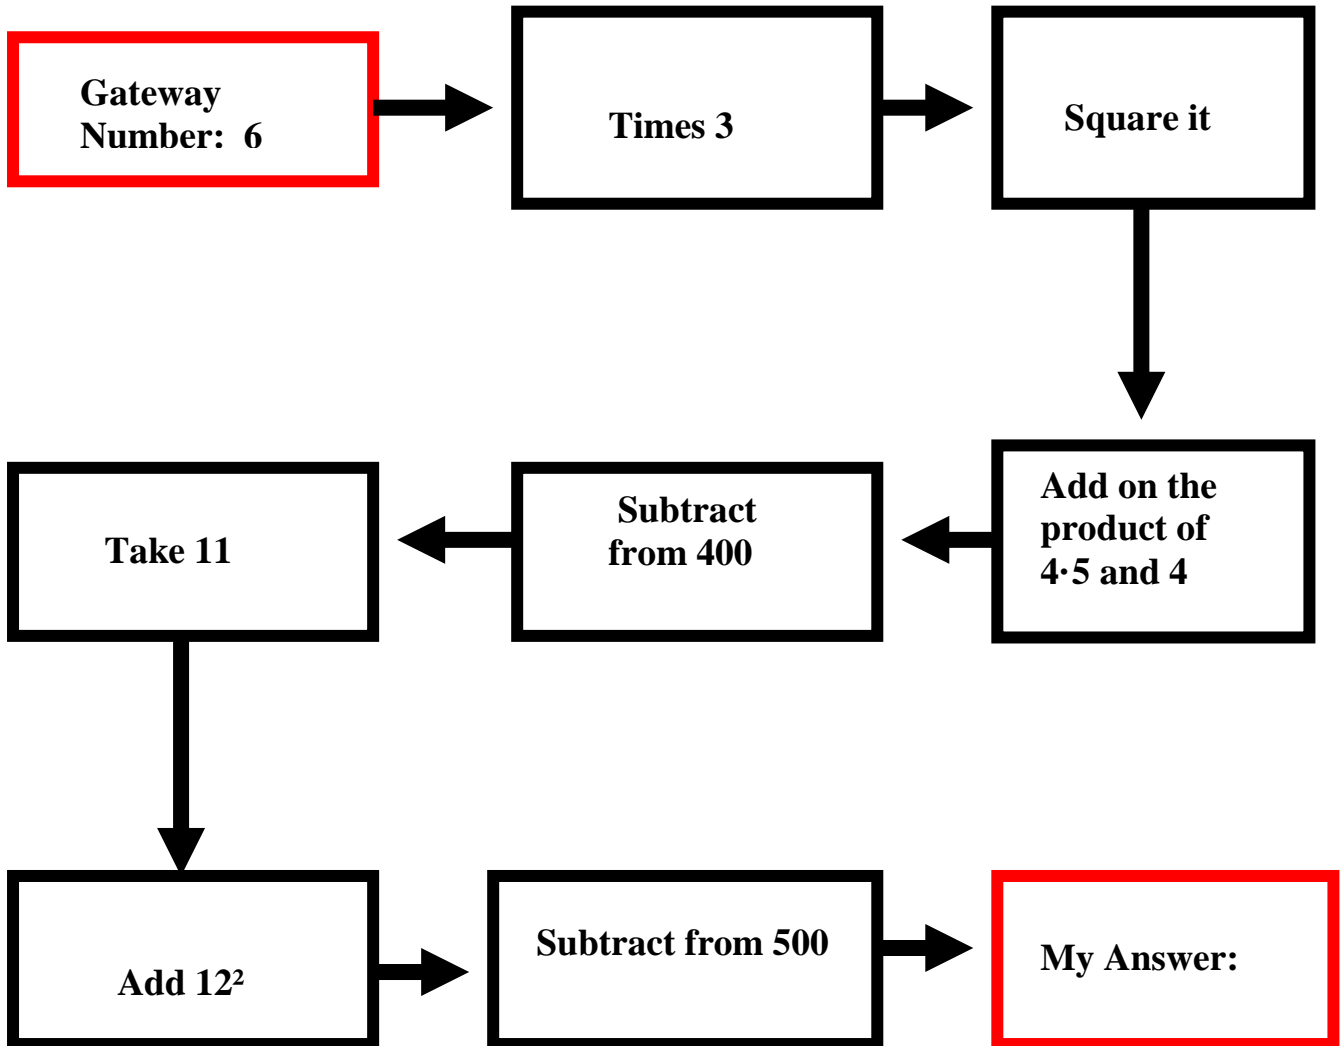 Gateway
Number: 6
Times 3
Square it
Add on the
product of
4·5 and 4
Subtract
from 400
Take 11
Add 12²
Subtract from 500
My Answer: